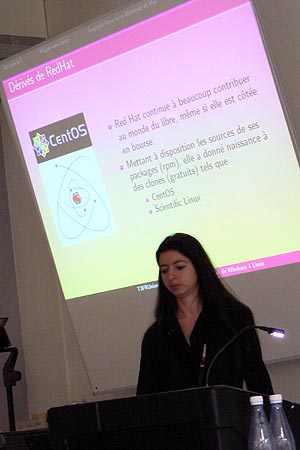 Dérivés de RedHat
CentOS
Red Hat continue à beaucoup contribuer
au monde du libre, même si elle est côtée
en bourse.
Mettant à disposition les sources de ses
packages (rpm), elle a donné naissance à
des clones (gratuits) tels que
CentOS
Scientific Linux
de Windows à Linux